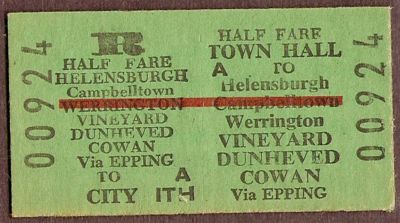 00924
R
HALF FARE
HELENSBURGH
Campbelltown
WERRINGTON
VINEYARD
DUNHEVED
COWAN
Via EPPING
TO A
CITY ITH
HALF FARE
TOWN HALL
A TO
Helensburgh
Campbelltown
Werrington
VINEYARD
DUNHEVED
COWAN
Via EPPING
00924